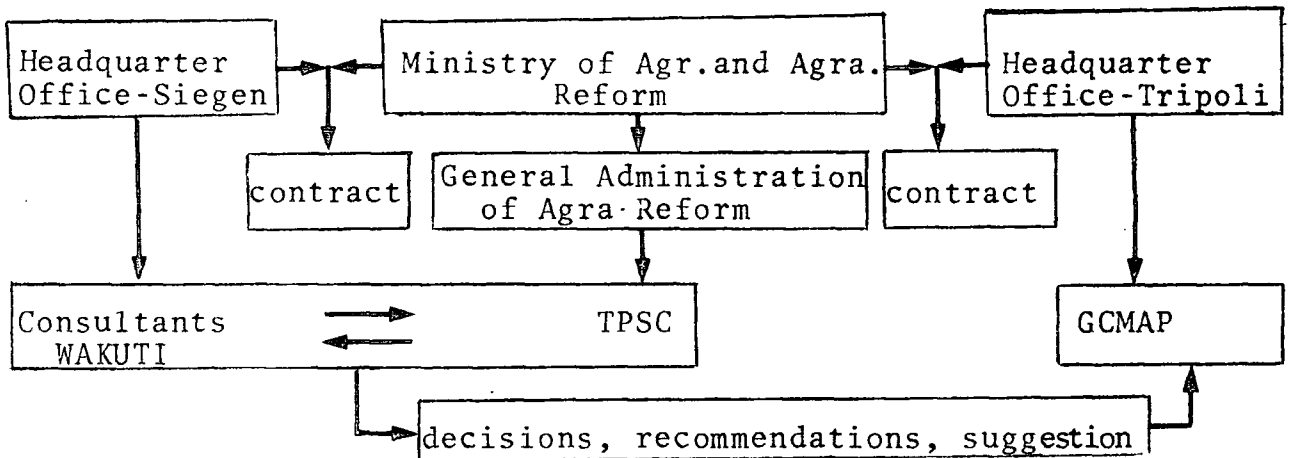 Headquarter
Office-Siegen
Ministry of Agr.and Agra.
Reform
Headquarter
Office-Tripoli
contract
General Administration
of Agra-Reform
contract
Consultants
WAKUTI
TPSC
GCMAP
decisions, recommendations, suggestion